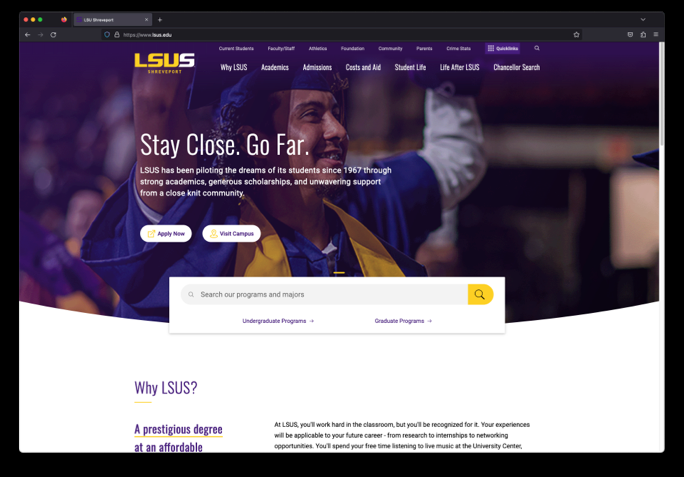 LSU Shreveport
https://www.lsus.edu
Current Students Faculty/Staff Athletics Foundation Community Parents Crime Stats Quicklinks
LSUS
SHREVEPORT
Why LSUS Academics Admissions Costs and Aid Student Life Life After LSUS Chancellor Search
Stay Close. Go Far.
LSUS has been piloting the dreams of its students since 1967 through
strong academics, generous scholarships, and unwavering support
from a close knit community.
Apply Now Visit Campus
Search our programs and majors
Undergraduate Programs → Graduate Programs →
Why LSUS?
A prestigious degree
at an affordable
At LSUS, you'll work hard in the classroom, but you'll be recognized for it. Your experiences
will be applicable to your future career - from research to internships to networking
opportunities. You'll spend your free time listening to live music at the University Center,